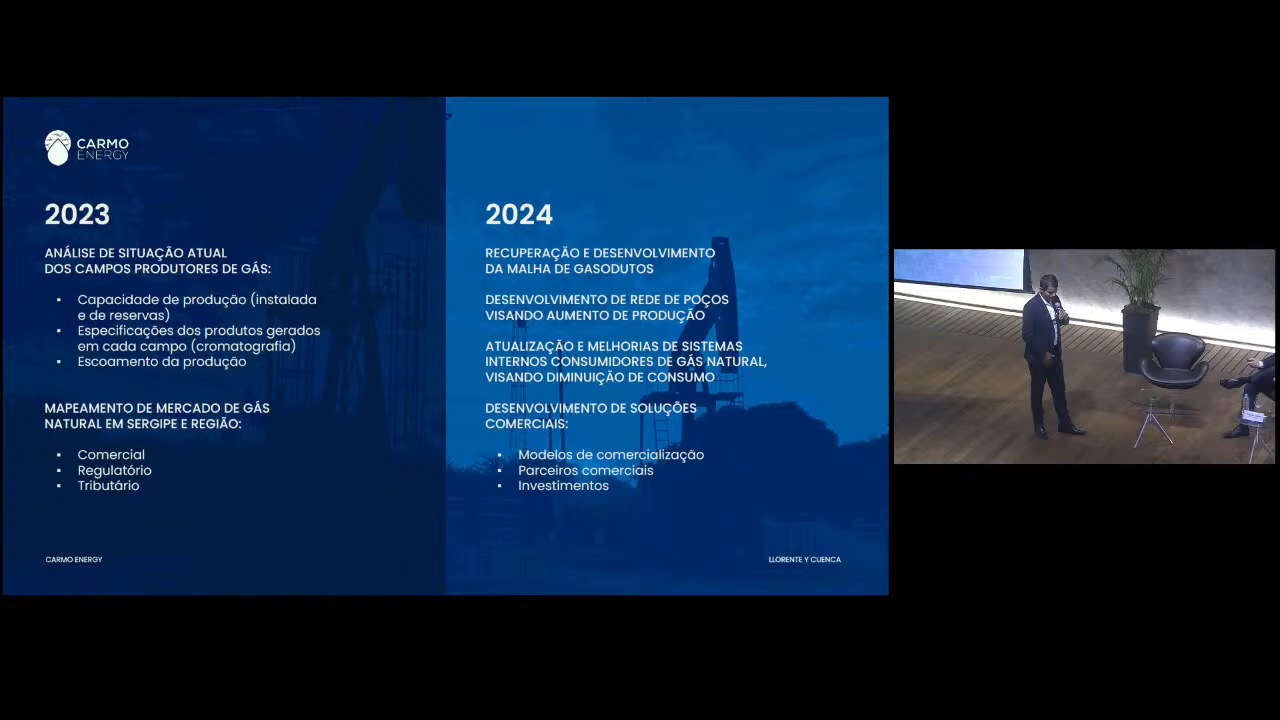 CARMO
ENERGY
2023
ANÁLISE DE SITUAÇÃO ATUAL
DOS CAMPOS PRODUTORES DE GÁS:
▪ Capacidade de produção (instalada
e de reservas)
▪ Especificações dos produtos gerados
em cada campo (cromatografia)
▪ Escoamento da produção
MAPEAMENTO DE MERCADO DE GÁS
NATURAL EM SERGIPE E REGIÃO:
▪ Comercial
▪ Regulatório
▪ Tributário
CARMO ENERGY
2024
RECUPERAÇÃO E DESENVOLVIMENTO
DA MALHA DE GASODUTOS
DESENVOLVIMENTO DE REDE DE POÇOS
VISANDO AUMENTO DE PRODUÇÃO
ATUALIZAÇÃO E MELHORIAS DE SISTEMAS
INTERNOS CONSUMIDORES DE GÁS NATURAL,
VISANDO DIMINUIÇÃO DE CONSUMO
DESENVOLVIMENTO DE SOLUÇÕES
COMERCIAIS:
▪ Modelos de comercialização
▪ Parceiros comerciais
▪ Investimentos
LLORENTE Y CUENCA